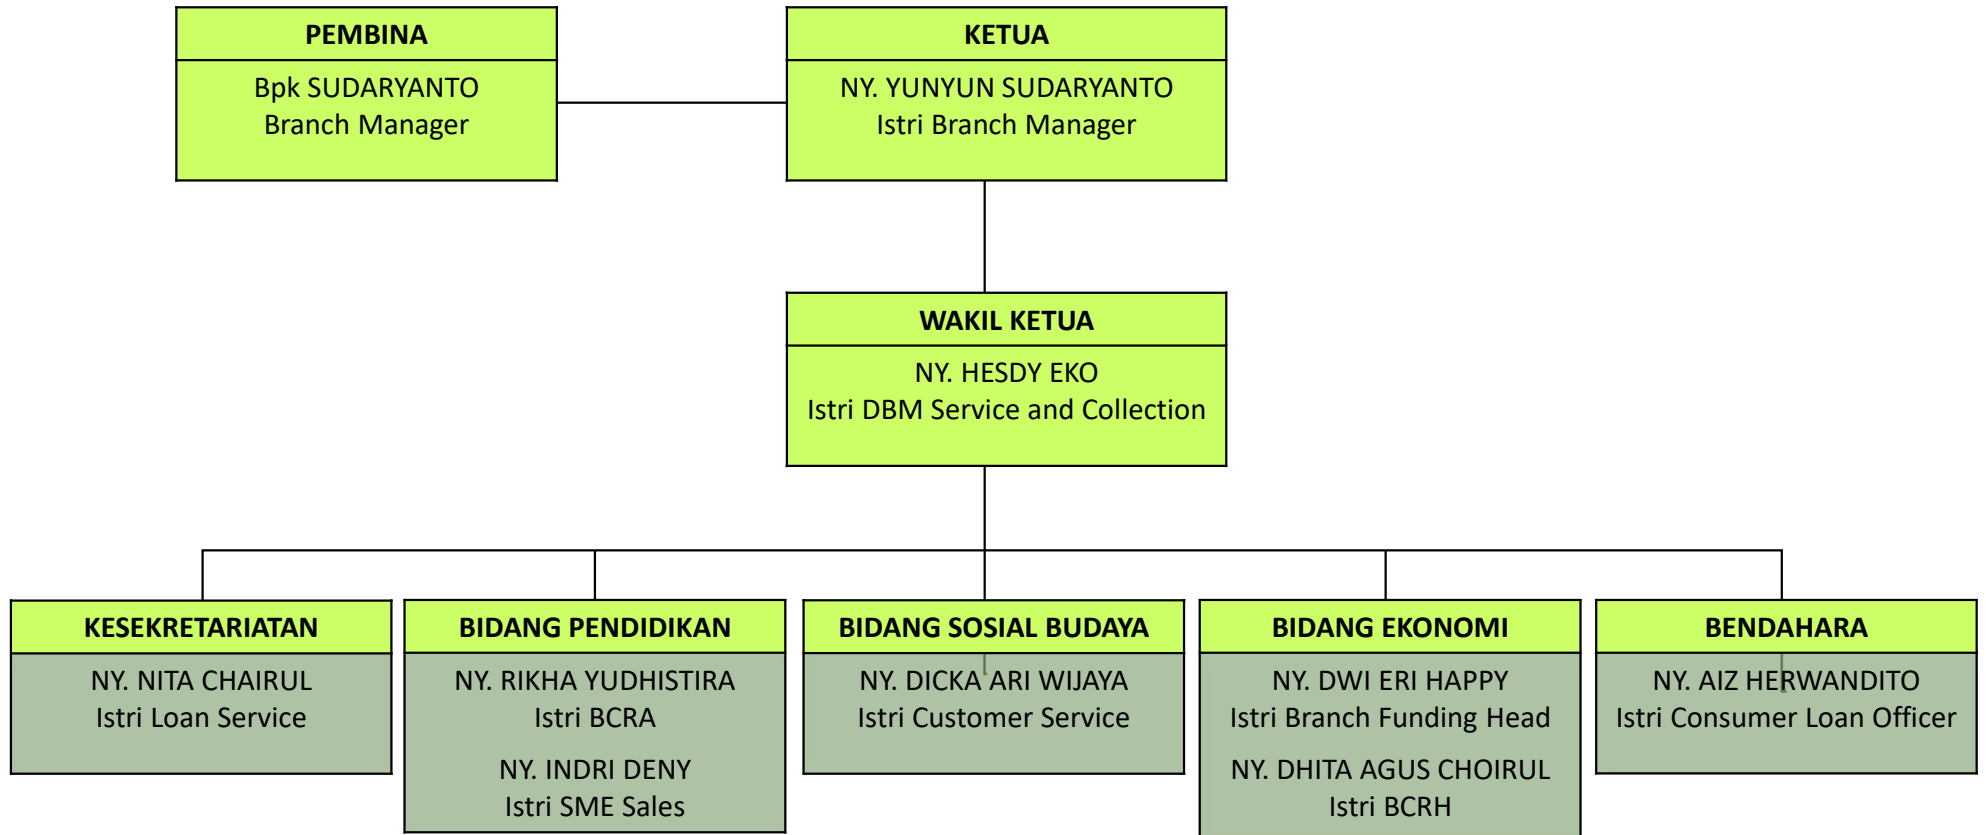 PEMBINA
Bpk SUDARYANTO
Branch Manager
KETUA
NY. YUNYUN SUDARYANTO
Istri Branch Manager
WAKIL KETUA
NY. HESDY EKO
Istri DBM Service and Collection
KESEKRETARIATAN
NY. NITA CHAIRUL
Istri Loan Service
BIDANG PENDIDIKAN
NY. RIKHA YUDHISTIRA
Istri BCRA
NY. INDRI DENY
Istri SME Sales
BIDANG SOSIAL BUDAYA
NY. DICKA ARI WIJAYA
Istri Customer Service
BIDANG EKONOMI
NY. DWI ERI HAPPY
Istri Branch Funding Head
NY. DHITA AGUS CHOIRUL
Istri BCRH
BENDAHARA
NY. AIZ HERWANDITO
Istri Consumer Loan Officer